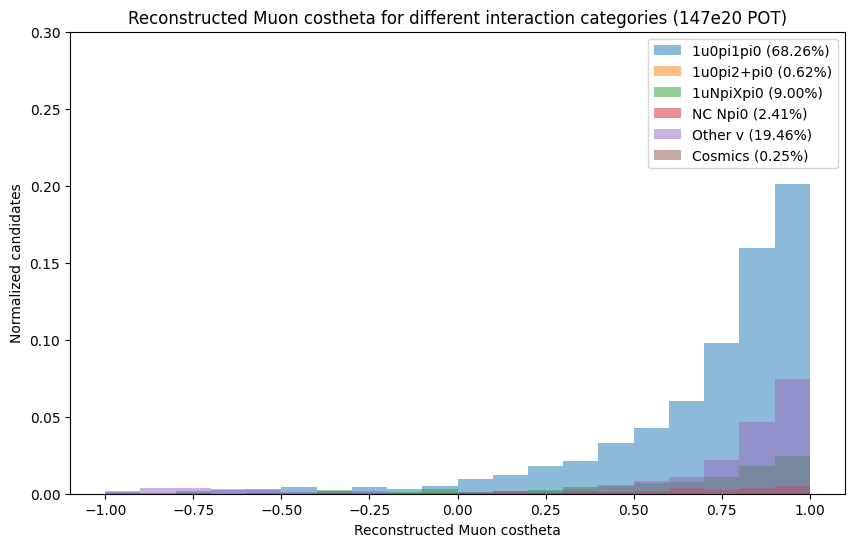 Reconstructed Muon costheta for different interaction categories (147e20 POT)
0.30
0.25
0.20
0.15
0.10
0.05
0.00
Normalized candidates
1u0pi1pi0 (68.26%)
1u0pi2+pi0 (0.62%)
1uNpiXpi0 (9.00%)
NC Npi0 (2.41%)
Other v (19.46%)
Cosmics (0.25%)
−1.00 −0.75 −0.50 −0.25 0.00 0.25 0.50 0.75 1.00
Reconstructed Muon costheta